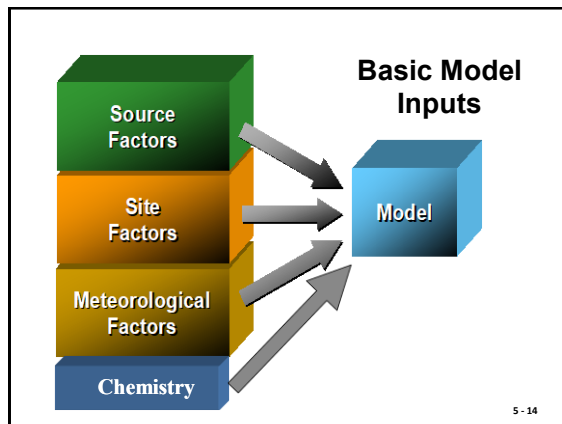 Basic Model
Inputs
Source
Factors
Site
Factors
Meteorological
Factors
Chemistry
Model
5 - 14